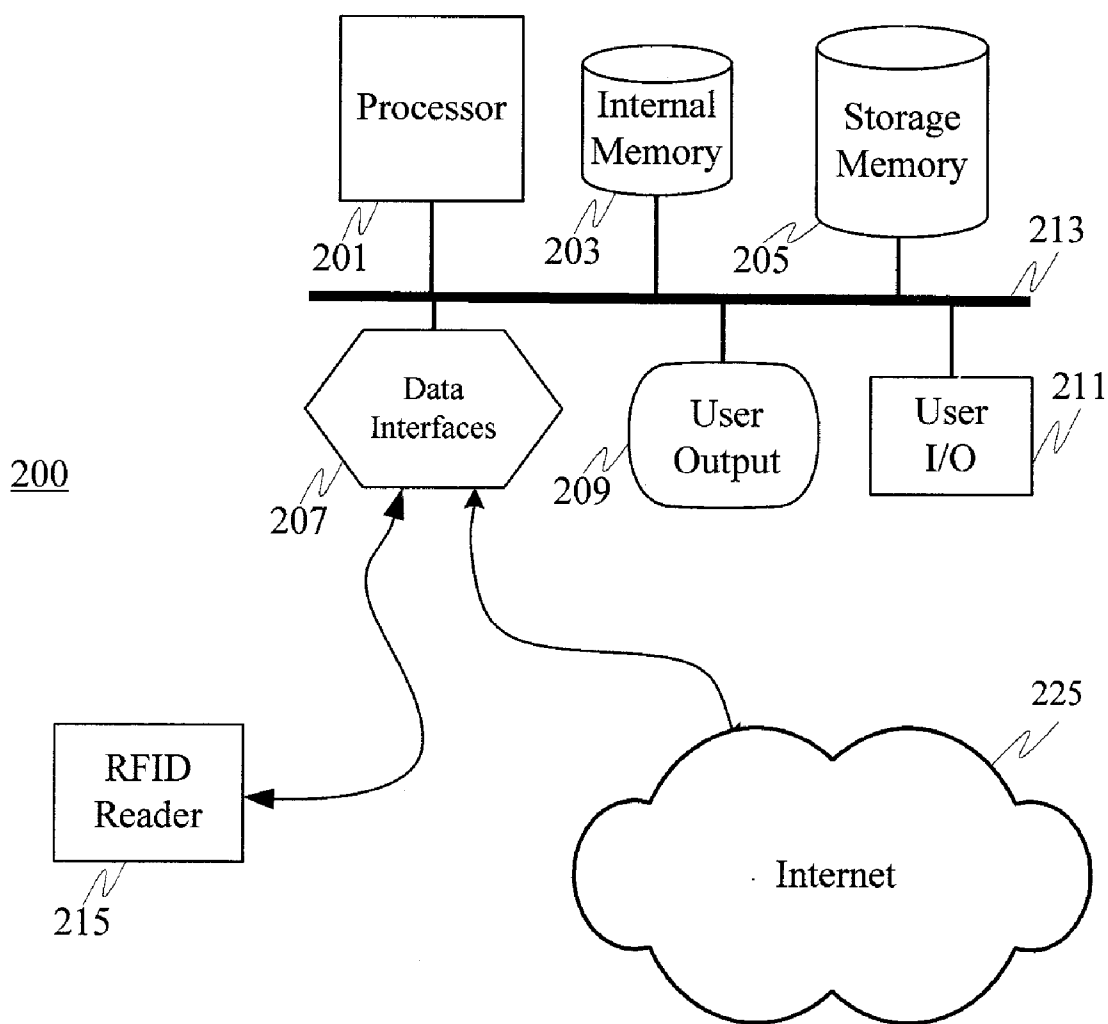 Processor
201
Internal
Memory
203
Storage
Memory
205
213
Data
Interfaces
207
User
Output
209
User
I/O
211
200
RFID
Reader
215
225
Internet